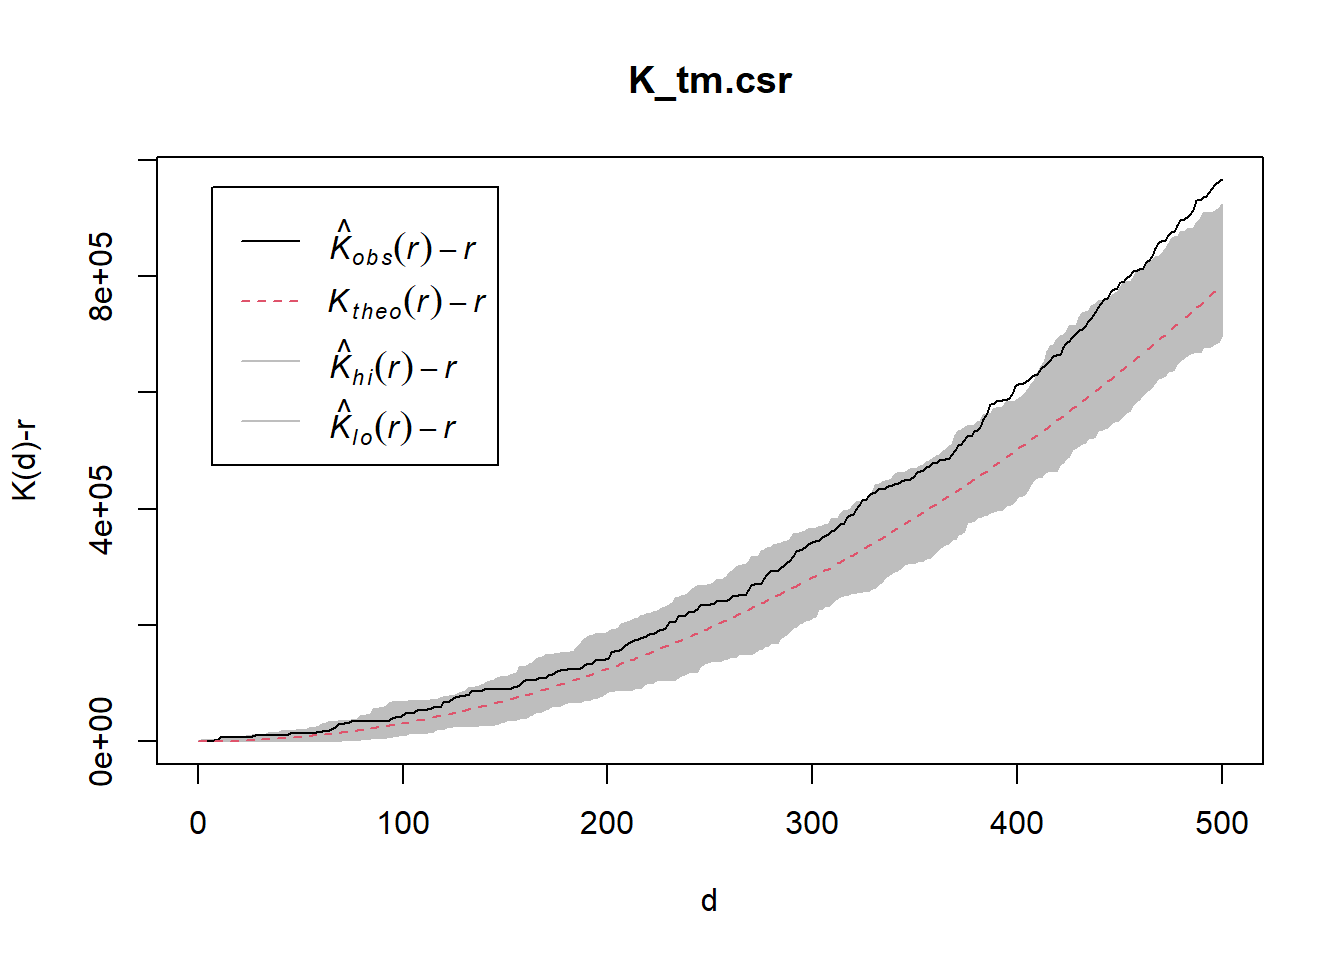 K_tm.csr
K̂obs(r) − r
Ktheo(r) − r
K̂hi(r) − r
K̂lo(r) − r
K(d)-r
0e+00
4e+05
8e+05
0 100 200 300 400 500
d